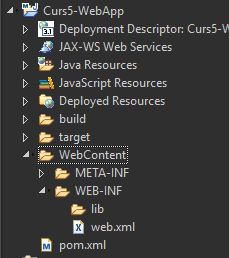 Curs5-WebApp
Deployment Descriptor: Curs5-W
JAX-WS Web Services
Java Resources
JavaScript Resources
Deployed Resources
build
target
WebContent
META-INF
WEB-INF
lib
web.xml
pom.xml